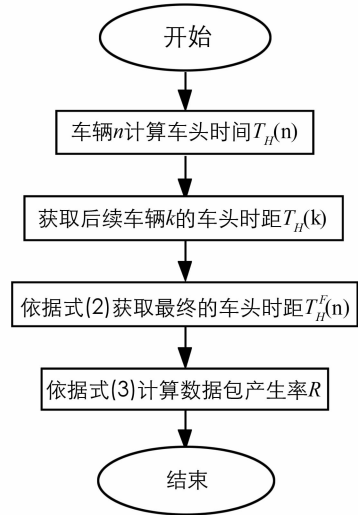 开始
车辆n计算车头时间T_H(n)
获取后续车辆k的车头时距T_H(k)
依据式(2)获取最终的车头时距T_H^F(n)
依据式(3)计算数据包产生率R
结束